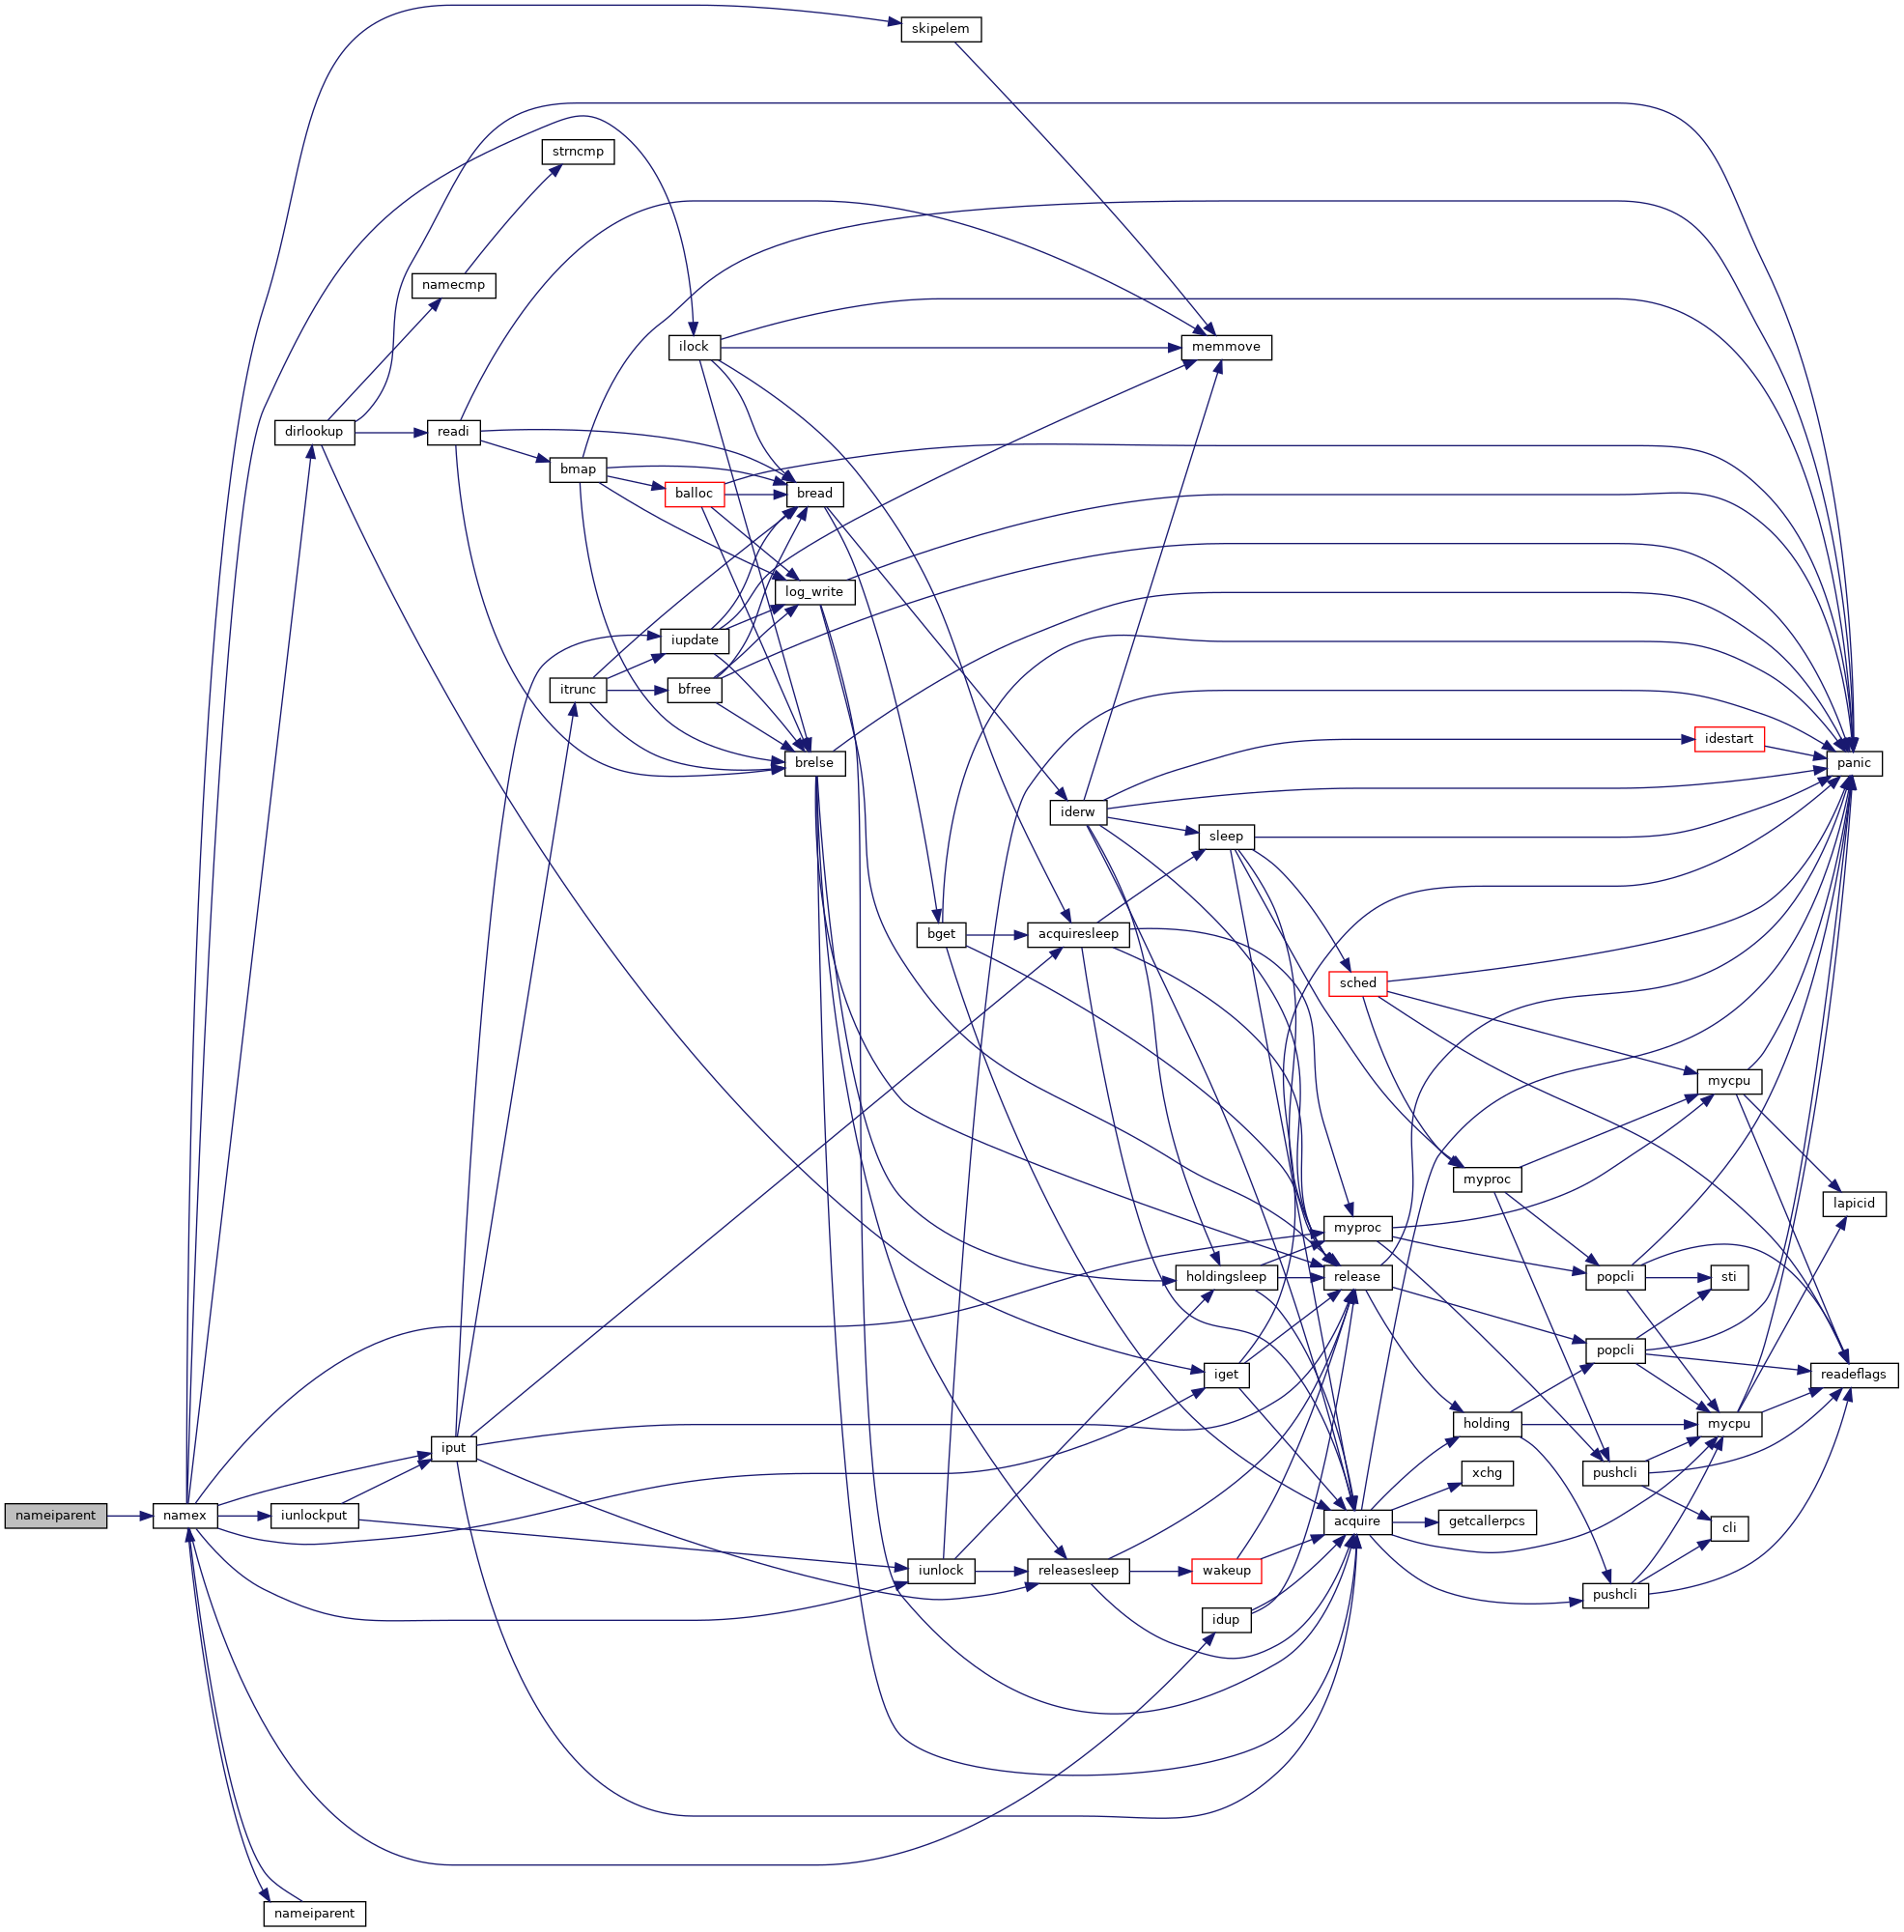 skipelem
strncmp
namecmp
ilock
memmove
dirlookup
readi
bmap
balloc
bread
log_write
iupdate
itrunc
bfree
idestart
brelse
panic
iderw
sleep
bget
acquiresleep
sched
mycpu
myproc
lapicid
myproc
holdingsleep
release
popcli
sti
popcli
iget
readeflags
holding
mycpu
iput
xchg
pushcli
nameiparent
namex
iunlockput
acquire
getcallerpcs
cli
iunlock
releasesleep
wakeup
pushcli
idup
nameiparent